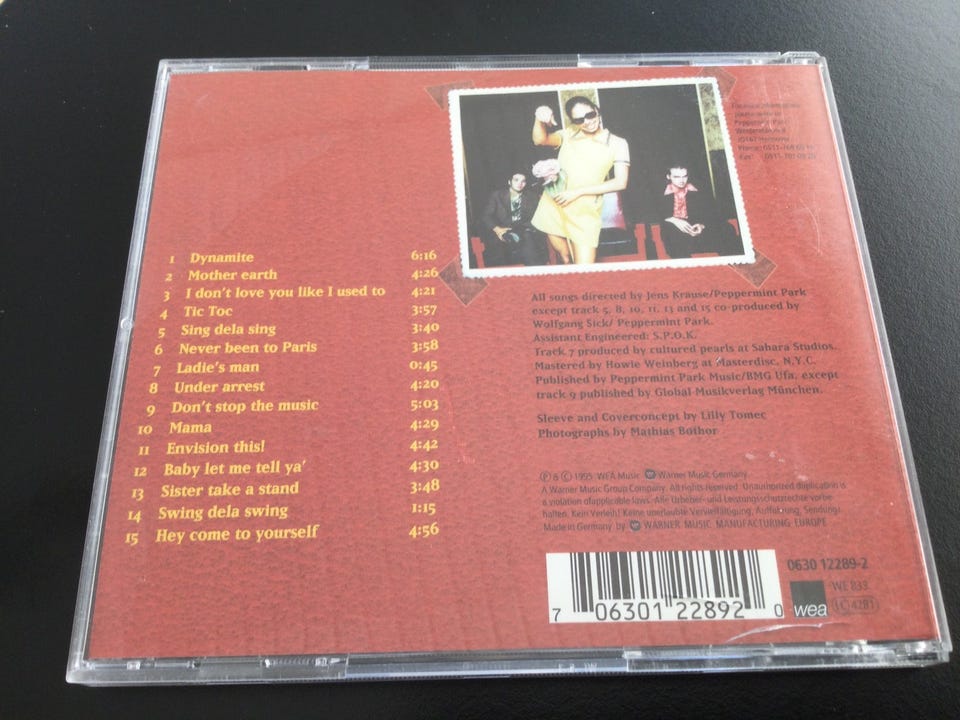 1 Dynamite 6:16
2 Mother earth 4:26
3 I don't love you like I used to 4:21
4 Tic Toc 3:57
5 Sing dela sing 3:40
6 Never been to Paris 3:58
7 Ladie's man 0:45
8 Under arrest 4:20
9 Don't stop the music 5:03
10 Mama 4:29
11 Envision this! 4:42
12 Baby let me tell ya' 4:30
13 Sister take a stand 3:48
14 Swing dela swing 1:15
15 Hey come to yourself 4:56
Peppermint Park
All songs directed by Jens Krause/Peppermint Park
except track 5, 8, 10, 11, 13 and 15 co-produced by
Wolfgang Sick/ Peppermint Park.
Assistant Engineered: S.P.O.K.
Track 7 produced by cultured pearls at Sahara Studios.
Mastered by Howie Weinberg at Masterdisc, N.Y.C.
Published by Peppermint Park Music/BMG Ufa, except
track 9 published by Global Musikverlag München.
Sleeve and Coverconcept by Lilly Tomec
Photographs by Mathias Bothor
Ⓟ & © 1995 WEA Music Warner Music Germany
A Warner Music Group Company. All rights reserved. Unauthorized duplication is
a violation of applicable laws. Alle Urheber- und Leistungsschutzrechte vorbe-
halten. Kein Verleih! Keine unerlaubte Vervielfältigung, Aufführung, Sendung!
Made in Germany by WARNER MUSIC MANUFACTURING EUROPE
0630 12289-2
WE 833
LC 4281
wea
7 06301 22892 0